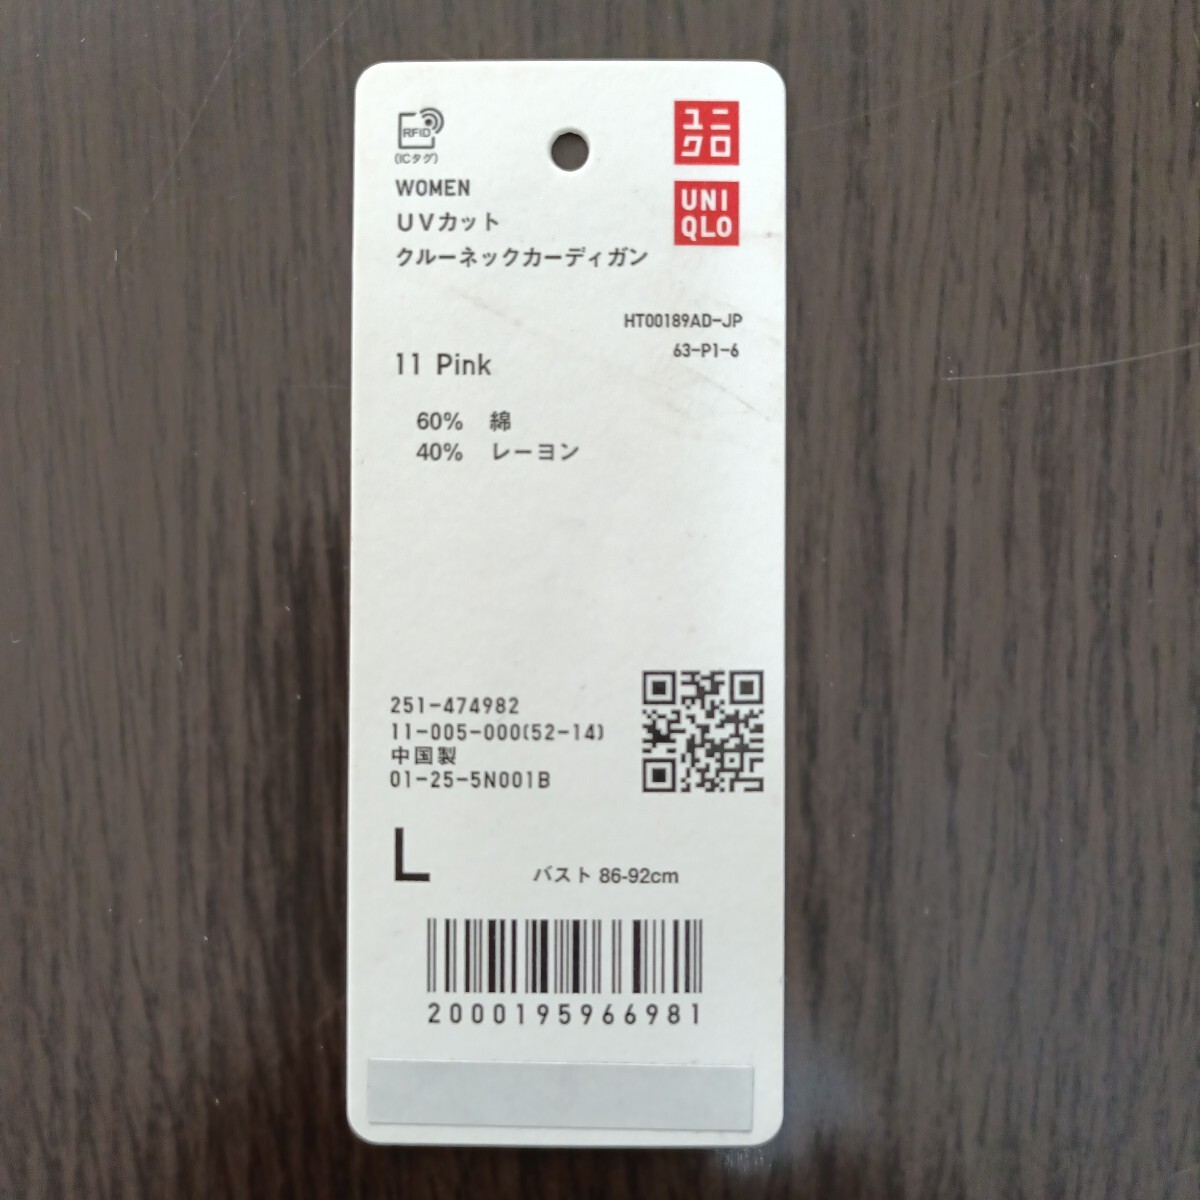 RFID
(ICタグ)
ユニ
クロ
WOMEN
UVカット
クルーネックカーディガン
UNI
QLO
HT00189AD-JP
63-P1-6
11 Pink
60% 綿
40% レーヨン
251-474982
11-005-000(52-14)
中国製
01-25-5N001B
L
バスト 86-92cm
2000195966981